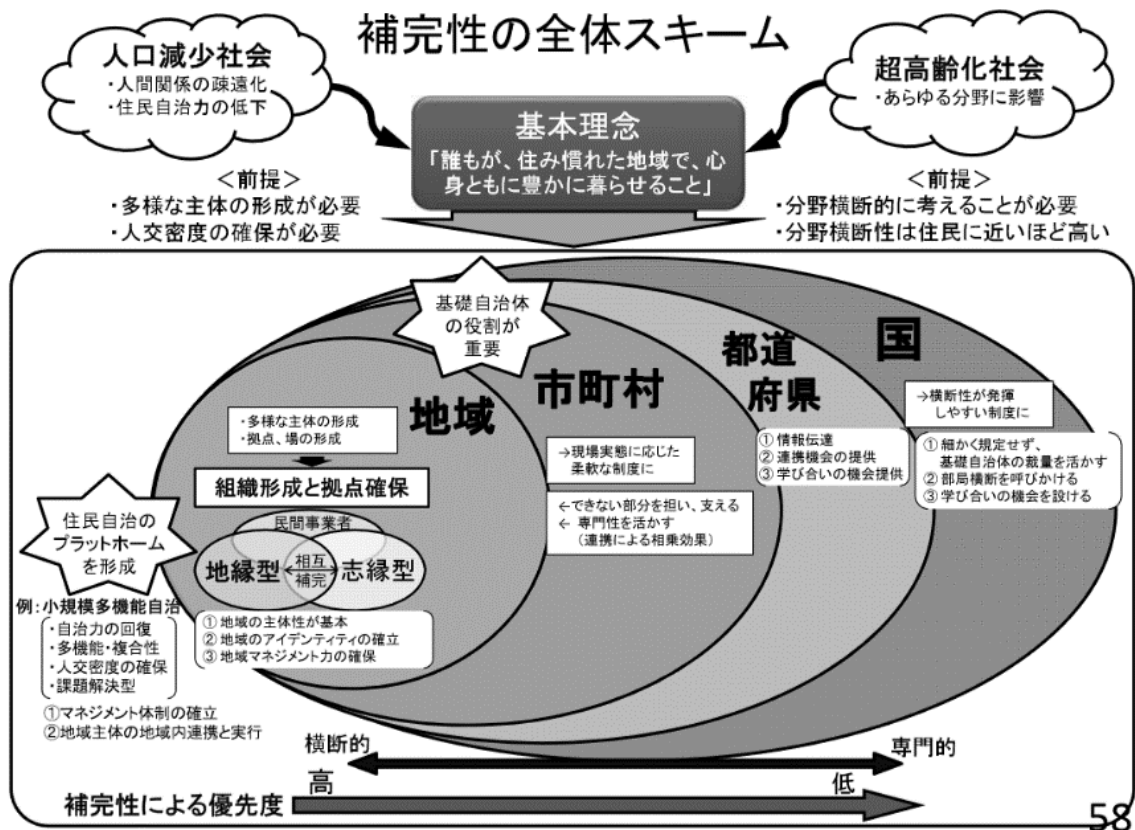 補完性の全体スキーム
人口減少社会
・人間関係の疎遠化
・住民自治力の低下
超高齢化社会
・あらゆる分野に影響
基本理念
「誰もが、住み慣れた地域で、心
身ともに豊かに暮らせること」
＜前提＞
・多様な主体の形成が必要
・人交密度の確保が必要
＜前提＞
・分野横断的に考えることが必要
・分野横断性は住民に近いほど高い
基礎自治体
の役割が
重要
国
→横断性が発揮
しやすい制度に
① 細かく規定せず、
基礎自治体の裁量を活かす
② 部局横断を呼びかける
③ 学び合いの機会を設ける
都道
府県
① 情報伝達
② 連携機会の提供
③ 学び合いの機会提供
市町村
→現場実態に応じた
柔軟な制度に
←できない部分を担い、支える
← 専門性を活かす
（連携による相乗効果）
地域
・多様な主体の形成
・拠点、場の形成
組織形成と拠点確保
民間事業者
地縁型
相互
補完
志縁型
① 地域の主体性が基本
② 地域のアイデンティティの確立
③ 地域マネジメント力の確保
住民自治の
プラットホーム
を形成
例：小規模多機能自治
・自治力の回復
・多機能・複合性
・人交密度の確保
・課題解決型
①マネジメント体制の確立
②地域主体の地域内連携と実行
横断的
専門的
高
低
補完性による優先度
58